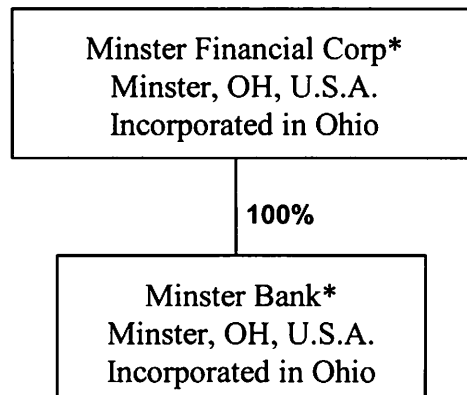 Minster Financial Corp*
Minster, OH, U.S.A.
Incorporated in Ohio
100%
Minster Bank*
Minster, OH, U.S.A.
Incorporated in Ohio